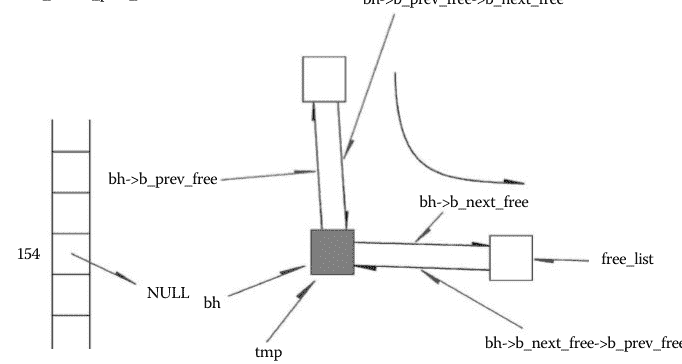 bh->b_prev_free->b_next_free
bh->b_prev_free
bh->b_next_free
154
free_list
NULL
bh
bh->b_next_free->b_prev_free
tmp